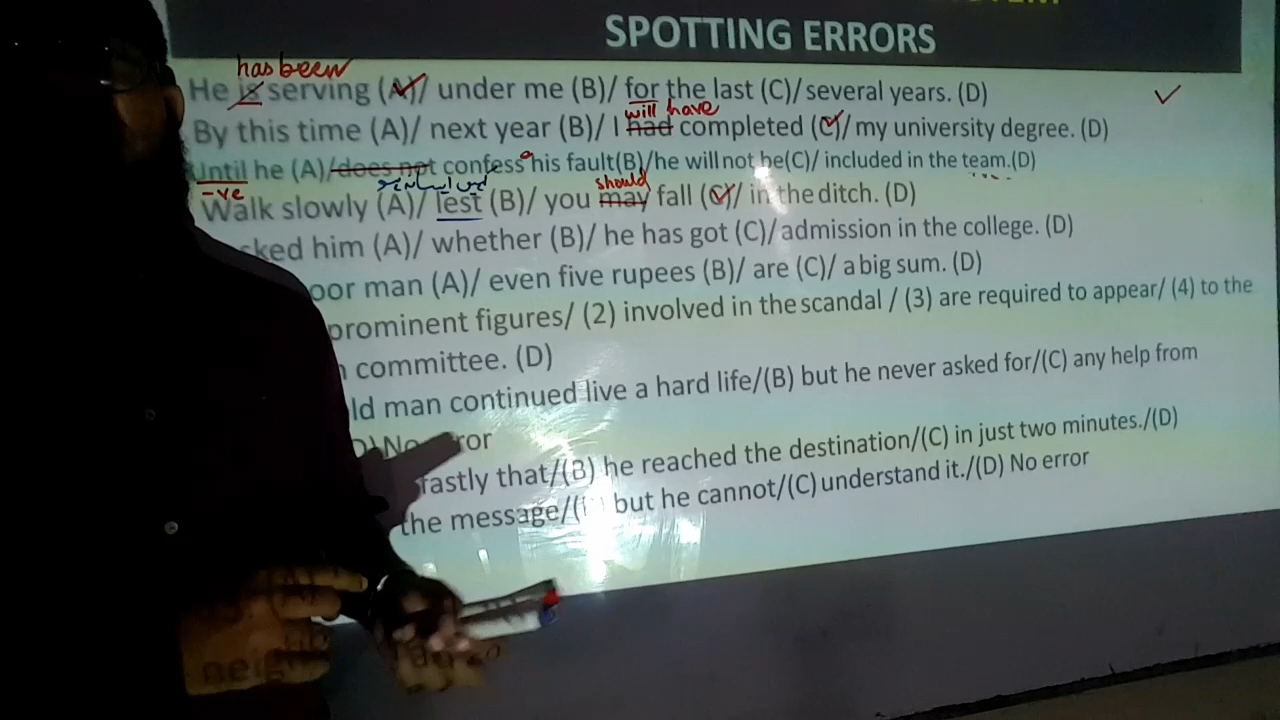 SPOTTING ERRORS
has been
He is serving (A)/ under me (B)/ for the last (C)/ several years. (D)
will have
By this time (A)/ next year (B)/ I had completed (C)/ my university degree. (D)
Until he (A)/does not confess his fault(B)/he will not be(C)/ included in the team.(D)
-ve
should
Walk slowly (A)/ lest (B)/ you may fall (C)/ in the ditch. (D)
ked him (A)/ whether (B)/ he has got (C)/ admission in the college. (D)
oor man (A)/ even five rupees (B)/ are (C)/ a big sum. (D)
prominent figures/ (2) involved in the scandal / (3) are required to appear/ (4) to the
committee. (D)
ld man continued live a hard life/(B) but he never asked for/(C) any help from
D) No error
fastly that/(B) he reached the destination/(C) in just two minutes./(D)
the message/( but he cannot/(C) understand it./(D) No error